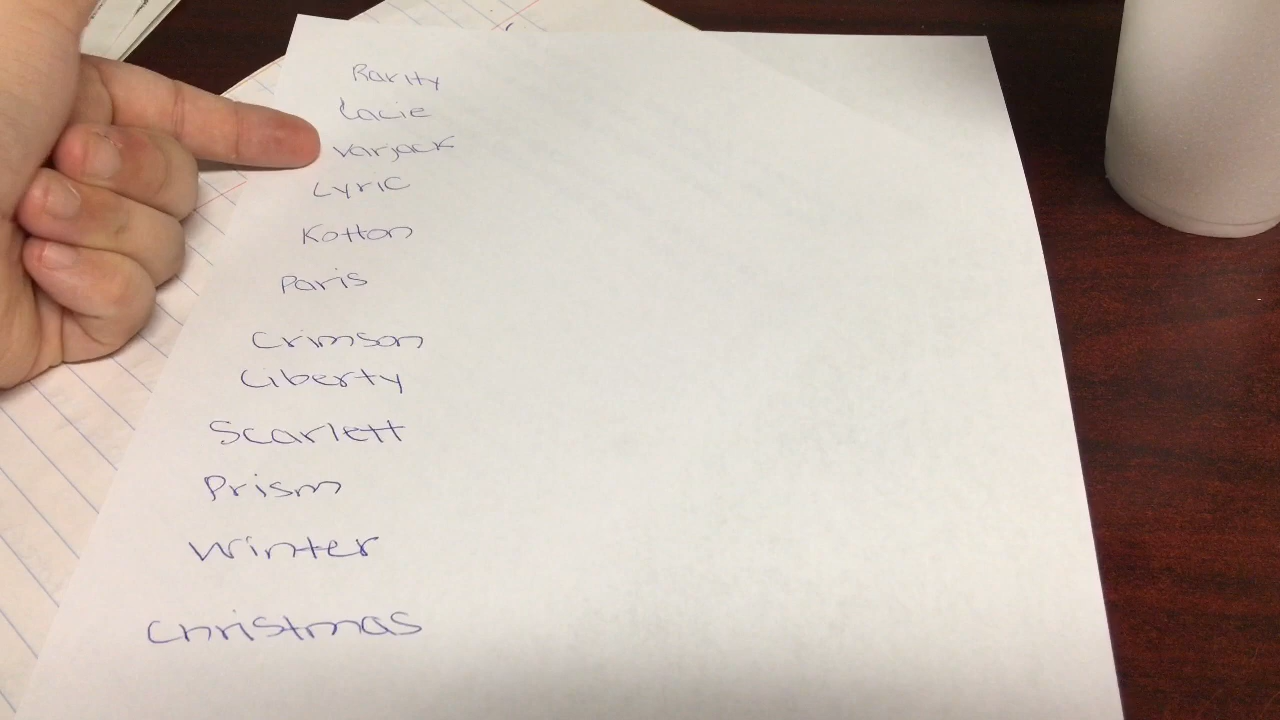 Rarity
Lacie
Varjack
Lyric
Kotton
Paris
Crimson
Liberty
Scarlett
Prism
Winter
Christmas